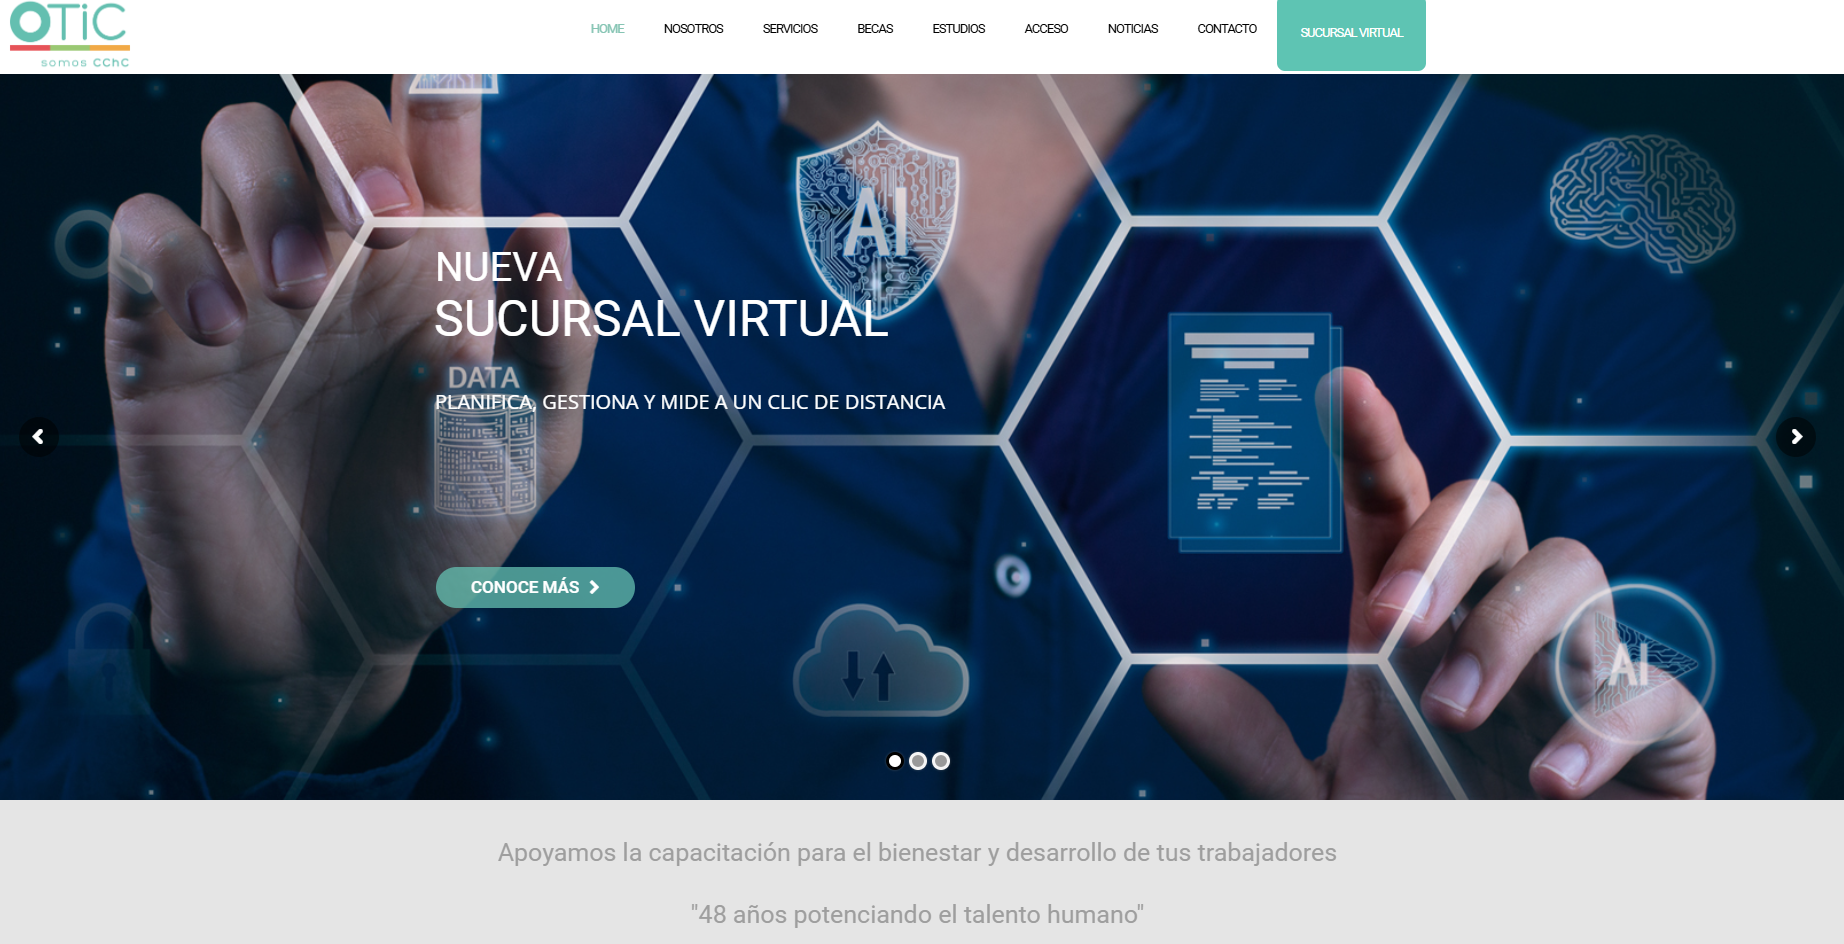 OTiC
somos CChC
HOME NOSOTROS SERVICIOS BECAS ESTUDIOS ACCESO NOTICIAS CONTACTO SUCURSAL VIRTUAL
AI
NUEVA
SUCURSAL VIRTUAL
DATA
PLANIFICA, GESTIONA Y MIDE A UN CLIC DE DISTANCIA
CONOCE MÁS
AI
Apoyamos la capacitación para el bienestar y desarrollo de tus trabajadores
"48 años potenciando el talento humano"